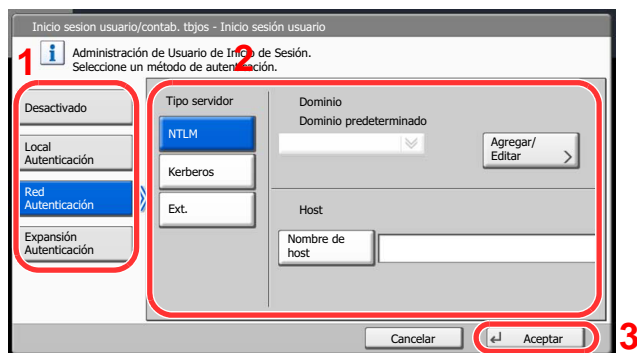 Inicio sesion usuario/contab. tbjos - Inicio sesión usuario
Administración de Usuario de Inicio de Sesión.
Seleccione un método de autenticación.
1
2
Desactivado
Local
Autenticación
Red
Autenticación
Expansión
Autenticación
Tipo servidor
NTLM
Kerberos
Ext.
Dominio
Dominio predeterminado
Agregar/
Editar
Host
Nombre de
host
Cancelar
Aceptar
3